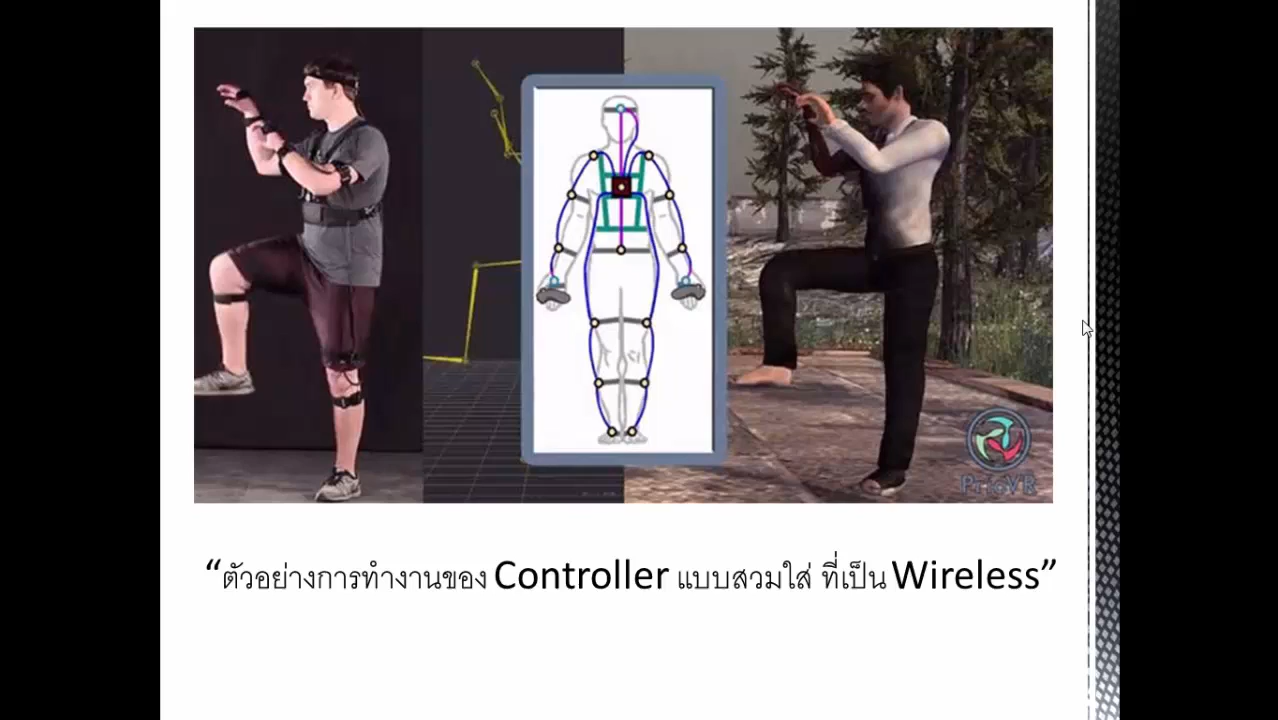 PrioVR
“ตัวอย่างการทำงานของ Controller แบบสวมใส่ ที่เป็น Wireless”